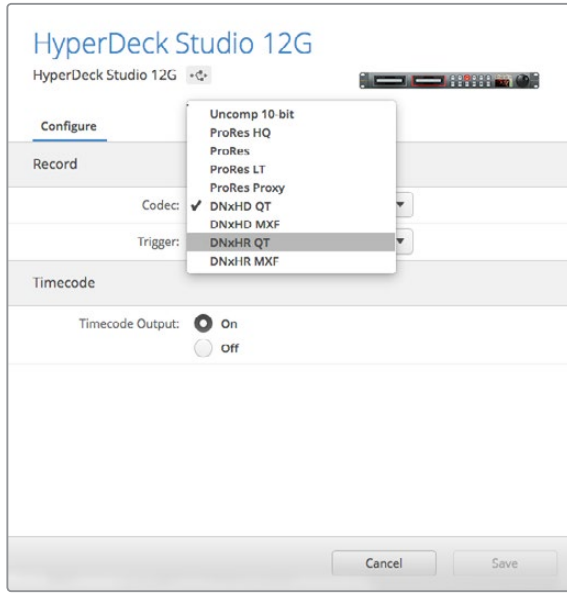 HyperDeck Studio 12G
HyperDeck Studio 12G
Configure
Record
Codec:
Uncomp 10-bit
ProRes HQ
ProRes
ProRes LT
ProRes Proxy
✓ DNxHD QT
DNxHD MXF
DNxHR QT
DNxHR MXF
Trigger:
Timecode
Timecode Output:
On
Off
Cancel
Save